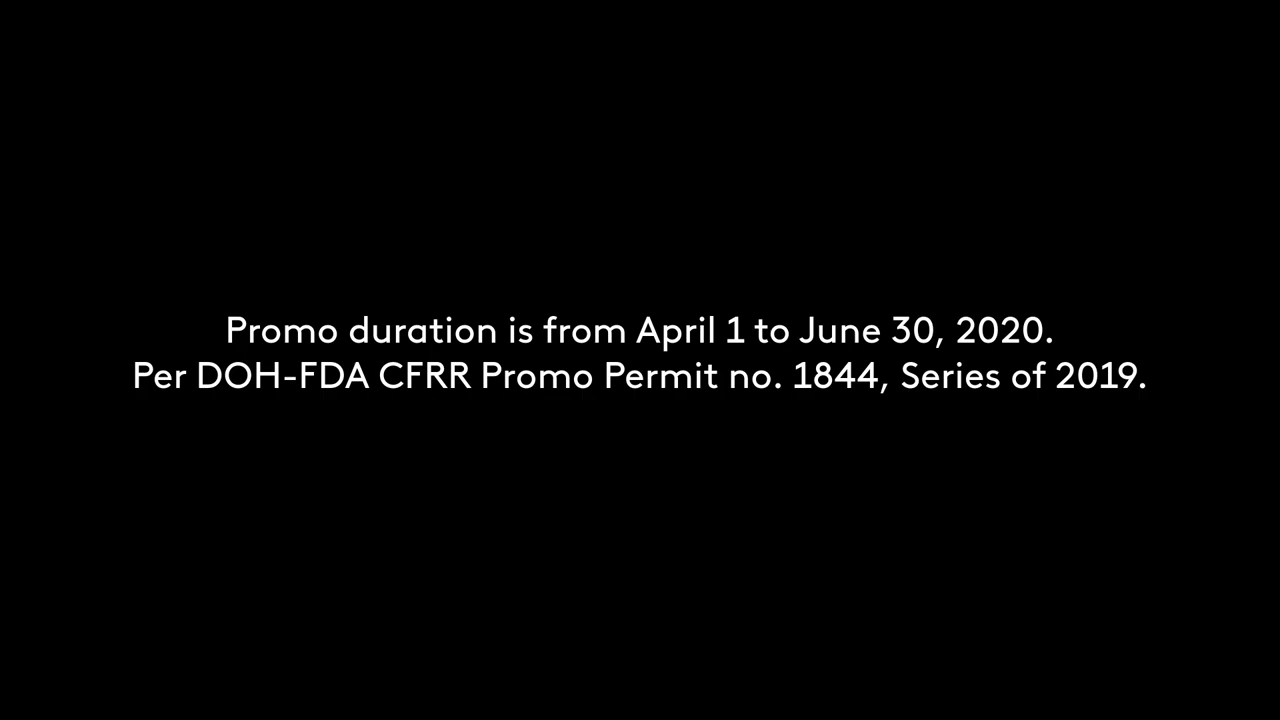 Promo duration is from April 1 to June 30, 2020.
Per DOH-FDA CFRR Promo Permit no. 1844, Series of 2019.